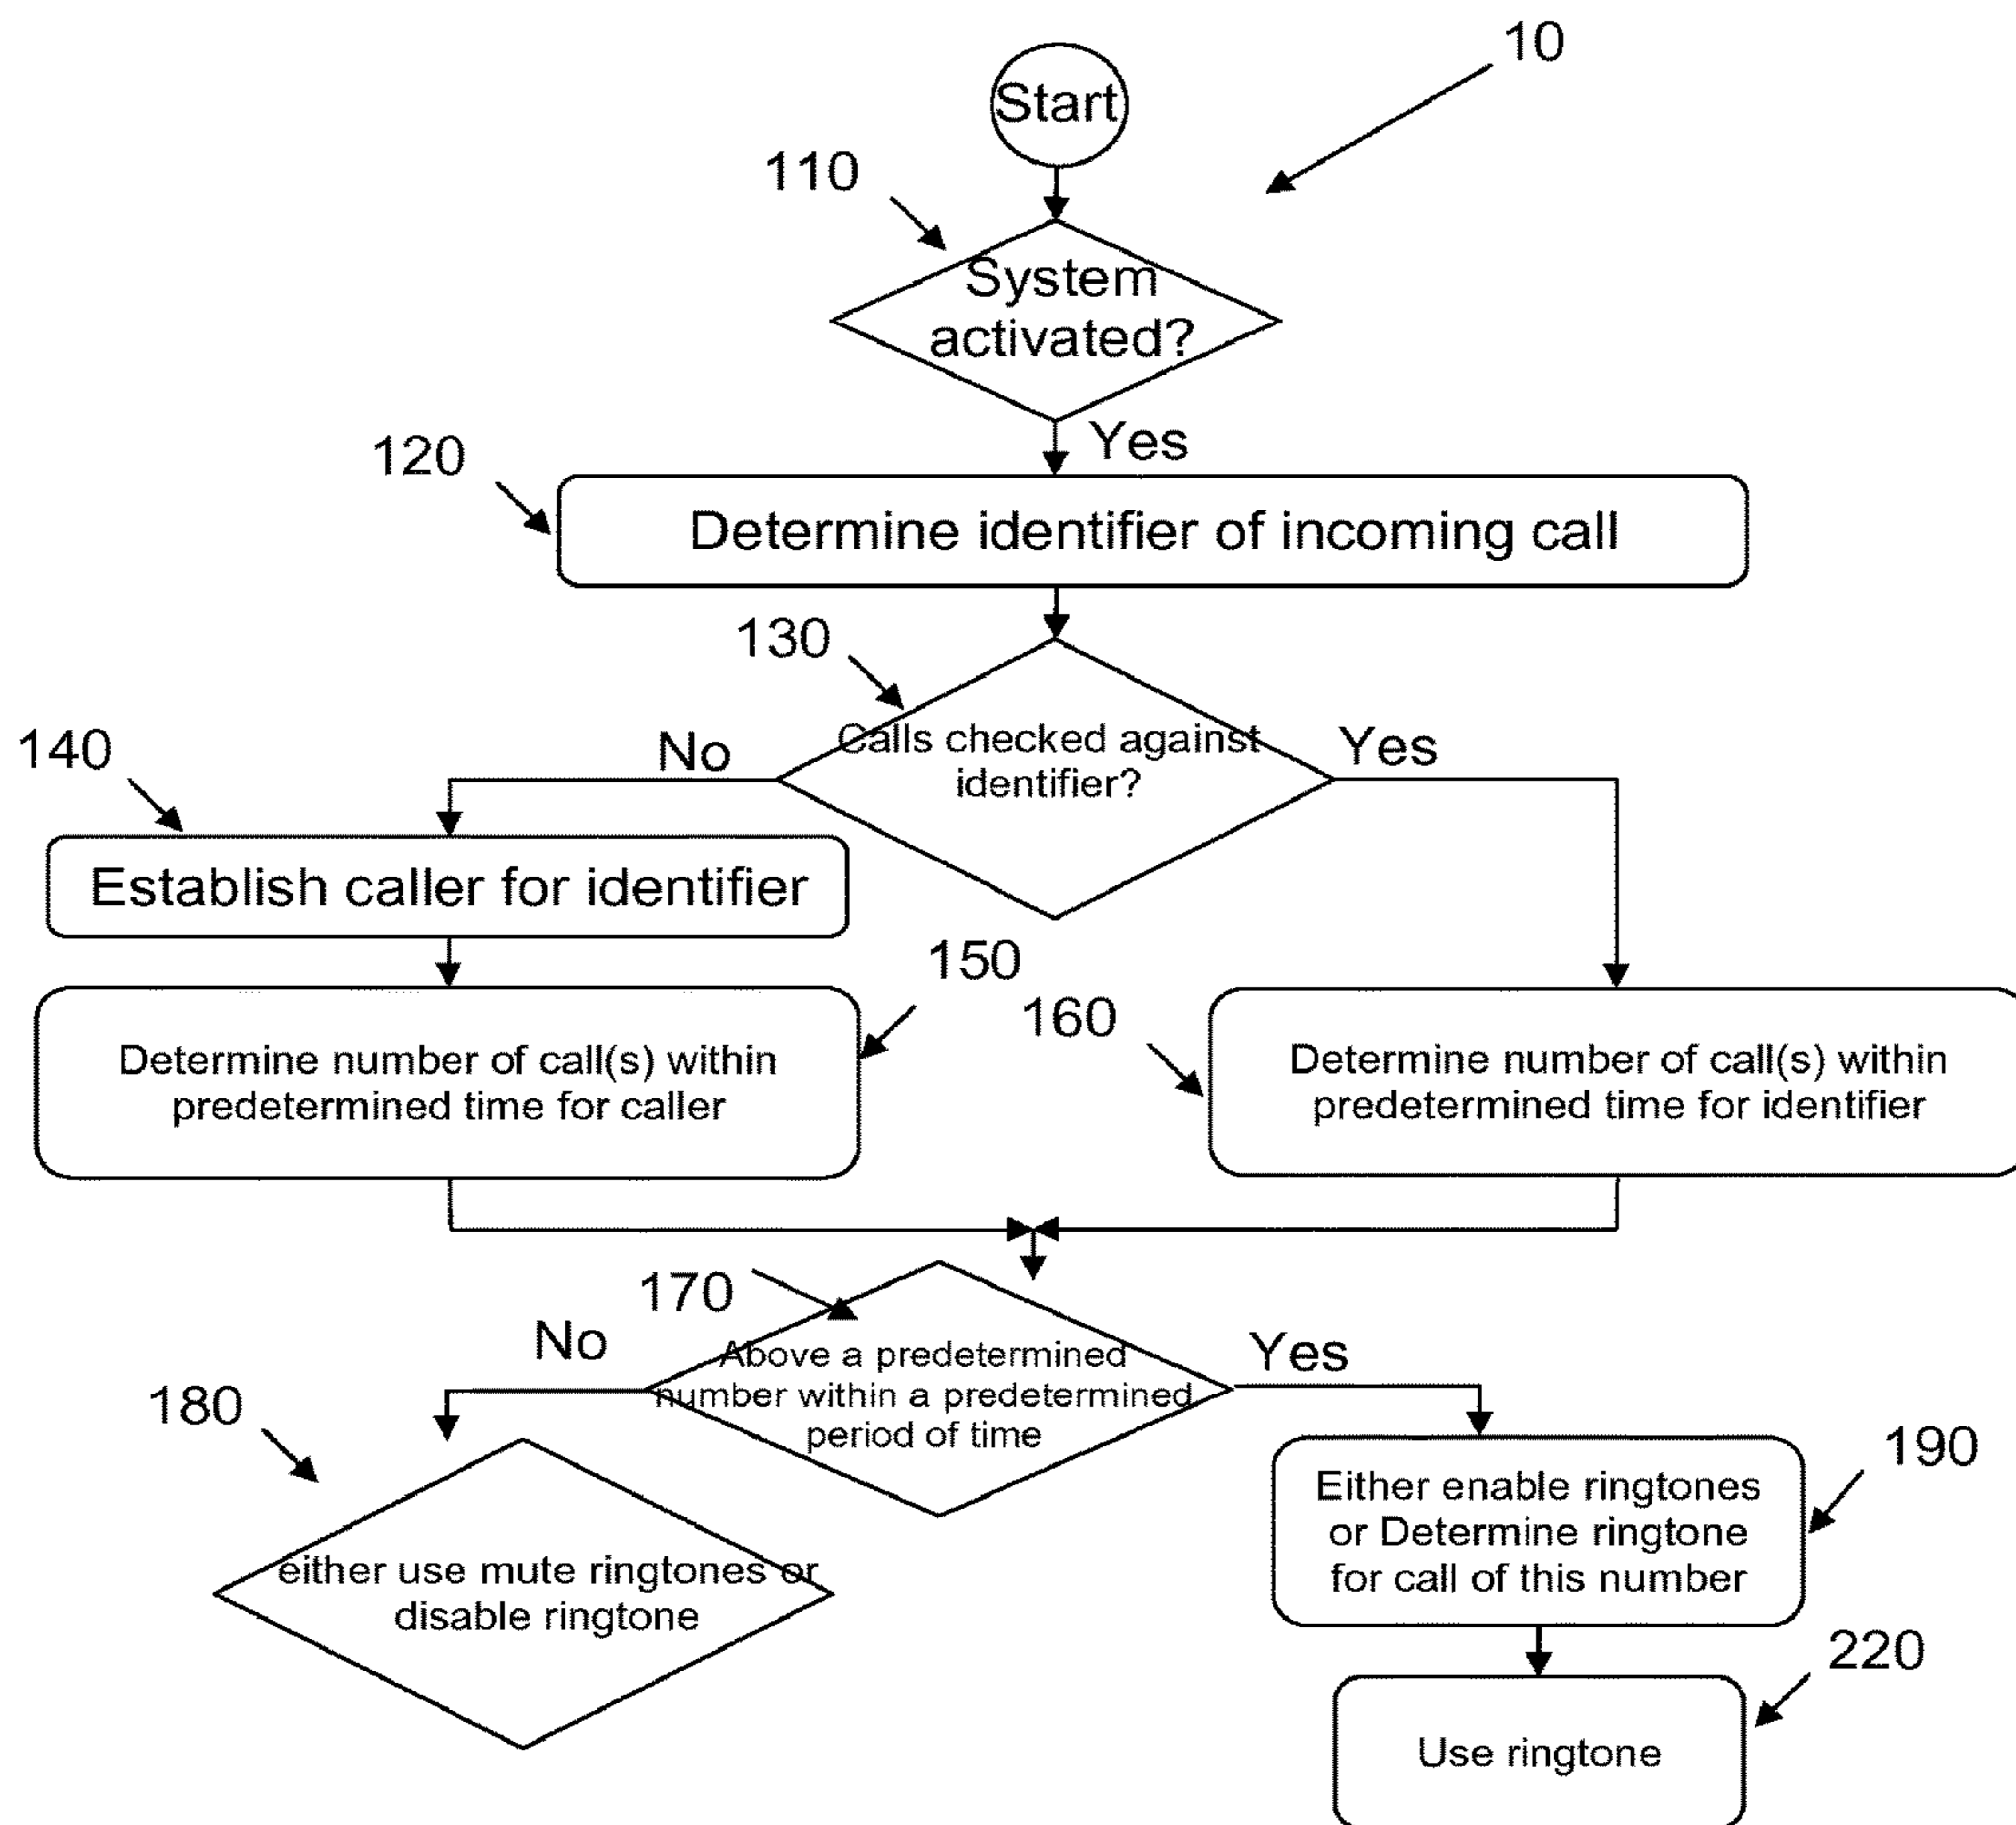 10
Start
110
System
activated?
Yes
120
Determine identifier of incoming call
130
Calls checked against
identifier?
No
Yes
140
Establish caller for identifier
150
Determine number of call(s) within
predetermined time for caller
160
Determine number of call(s) within
predetermined time for identifier
170
Above a predetermined
number within a predetermined
period of time
No
Yes
180
either use mute ringtones or
disable ringtone
190
Either enable ringtones
or Determine ringtone
for call of this number
220
Use ringtone